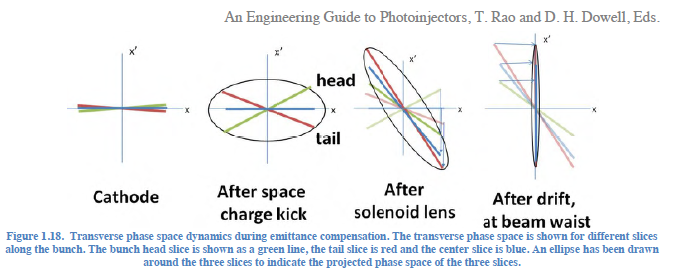 An Engineering Guide to Photoinjectors, T. Rao and D. H. Dowell, Eds.
x' x' x' x'
head
x x x x
tail
Cathode
After space
charge kick
After
solenoid lens
After drift,
at beam waist
Figure 1.18. Transverse phase space dynamics during emittance compensation. The transverse phase space is shown for different slices
along the bunch. The bunch head slice is shown as a green line, the tail slice is red and the center slice is blue. An ellipse has been drawn
around the three slices to indicate the projected phase space of the three slices.